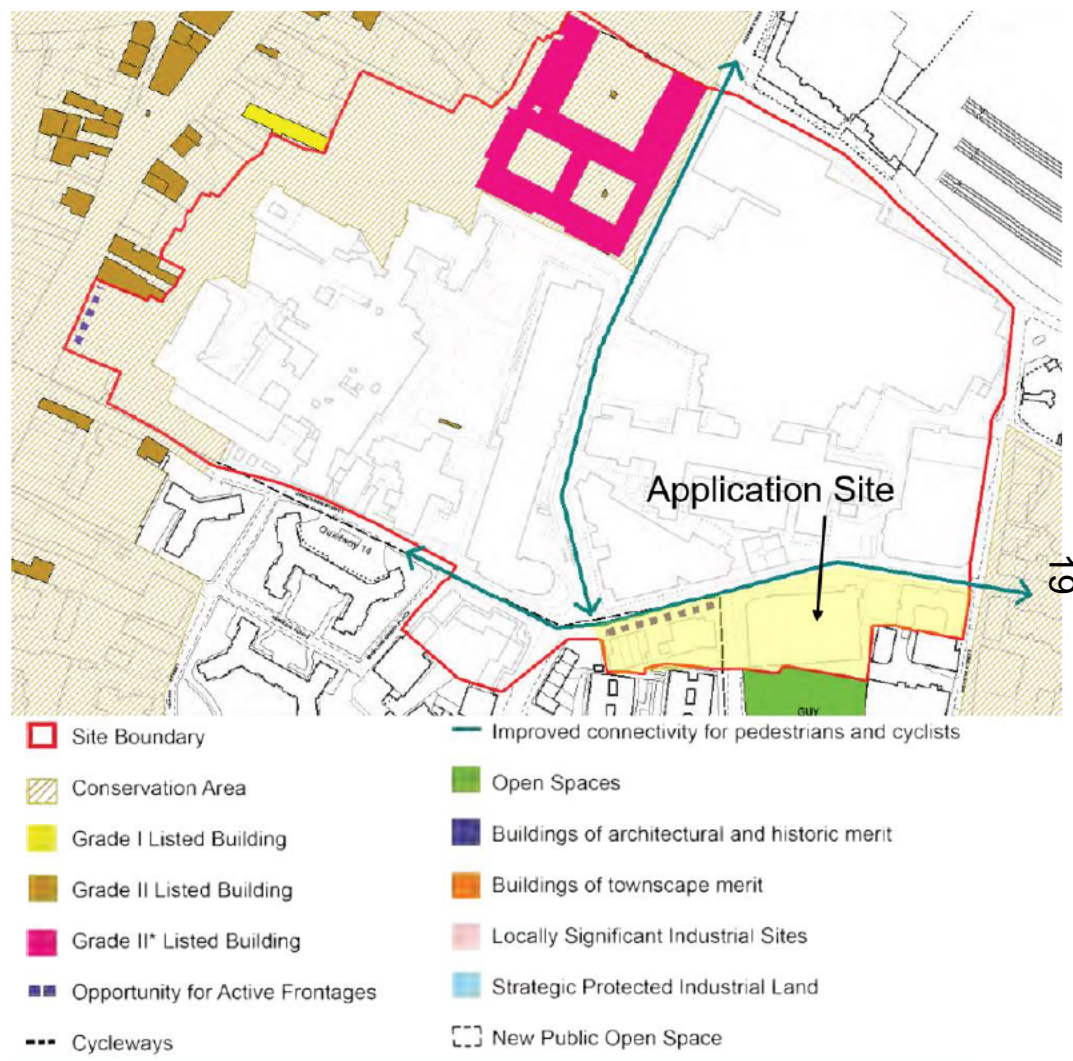 Quietway 14
Application Site
19
GUY
Site Boundary
Conservation Area
Grade I Listed Building
Grade II Listed Building
Grade II* Listed Building
Opportunity for Active Frontages
Cycleways
Improved connectivity for pedestrians and cyclists
Open Spaces
Buildings of architectural and historic merit
Buildings of townscape merit
Locally Significant Industrial Sites
Strategic Protected Industrial Land
New Public Open Space